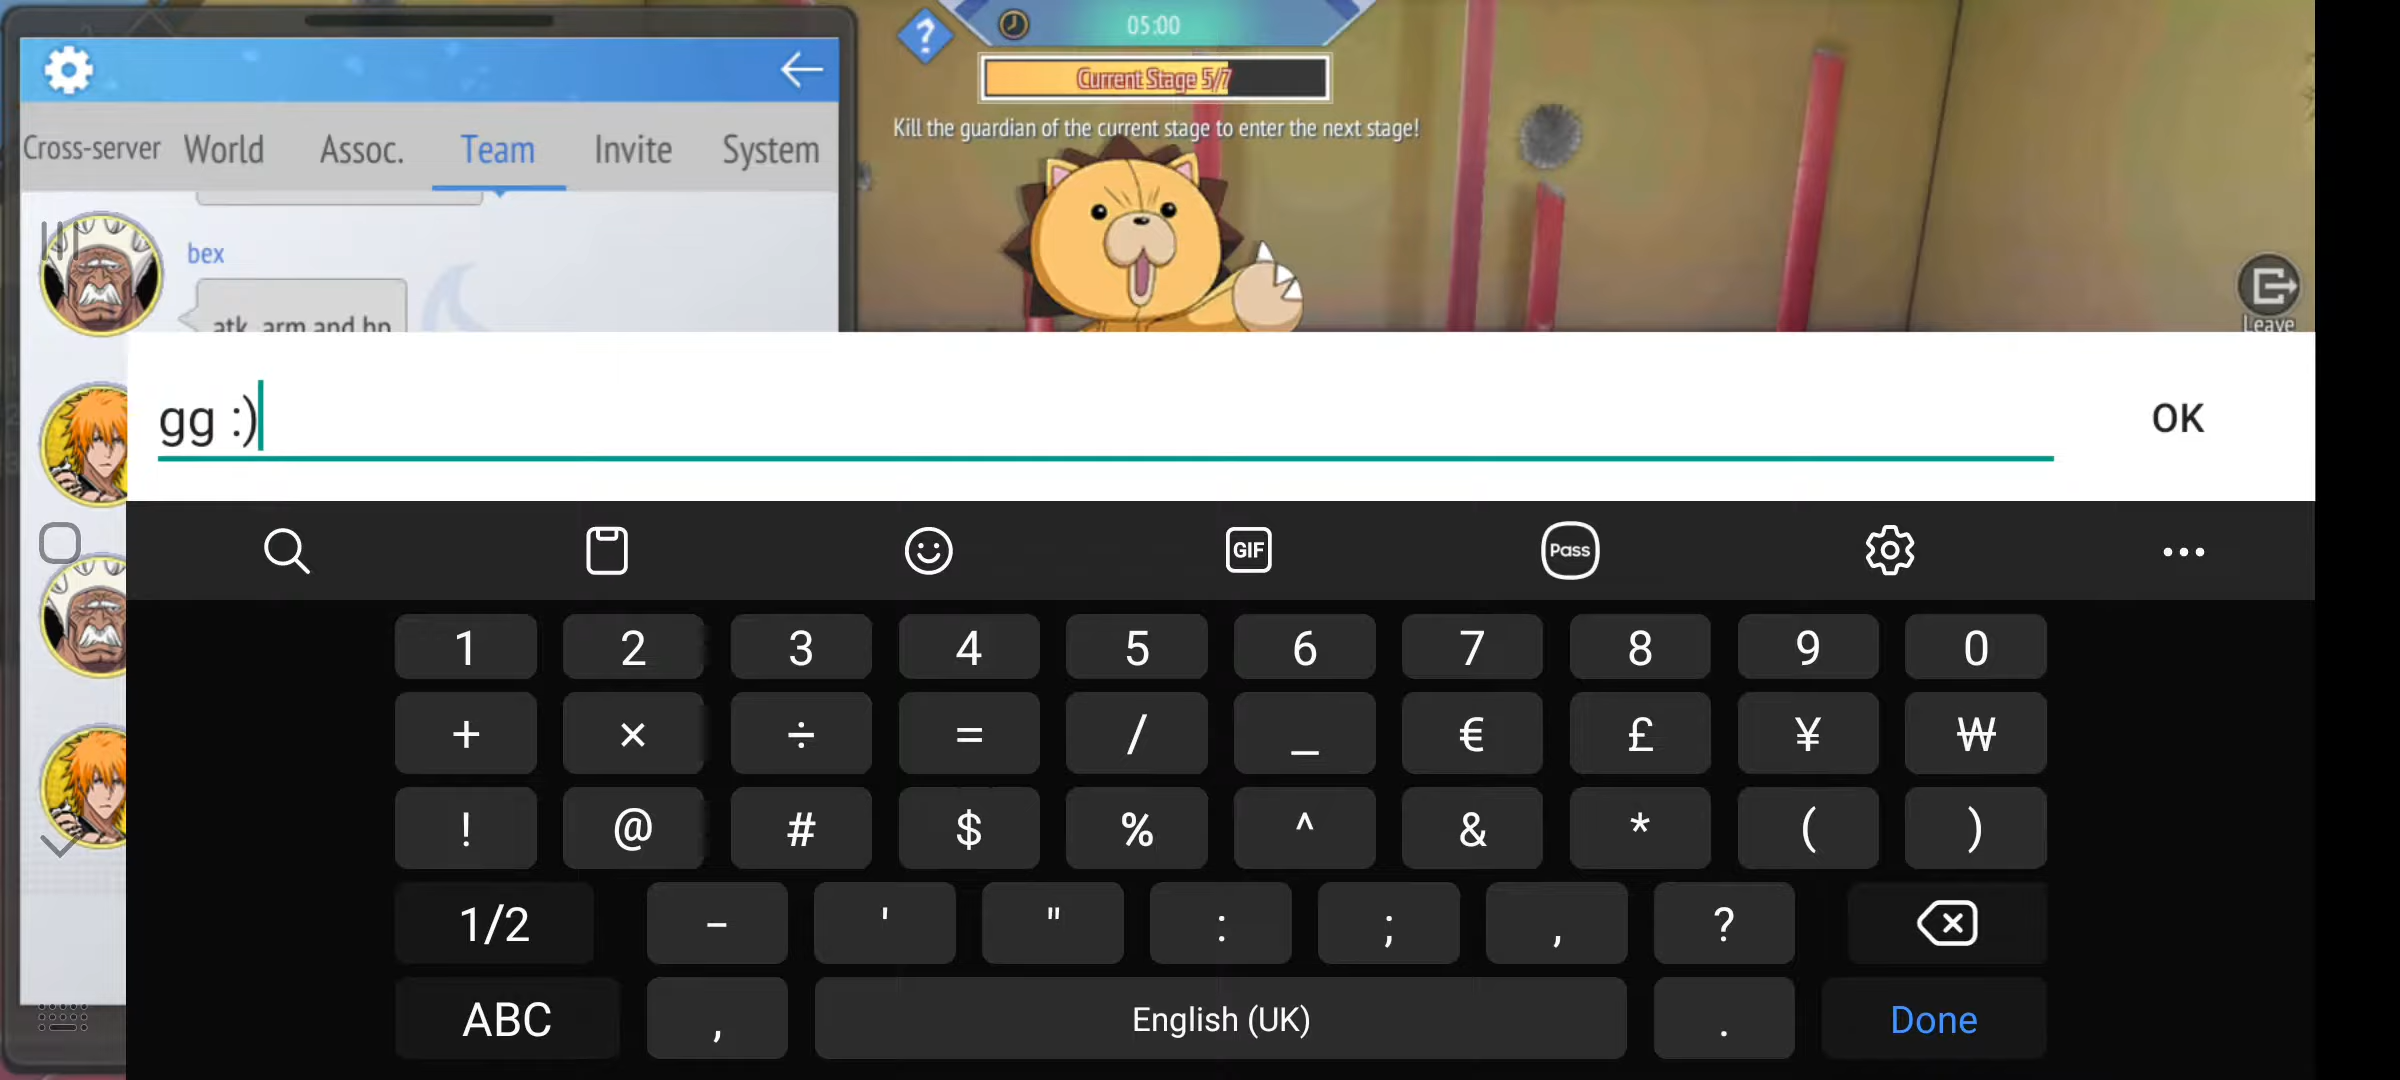 05:00
Current Stage 5/7
Kill the guardian of the current stage to enter the next stage!
Cross-server World Assoc. Team Invite System
bex
atk, arm and hp
Leave
gg :)
OK
GIF
Pass
1 2 3 4 5 6 7 8 9 0
+ × ÷ = / _ € £ ¥ ₩
! @ # $ % ^ & * ( )
1/2 - ' " : ; , ?
ABC , English (UK) . Done